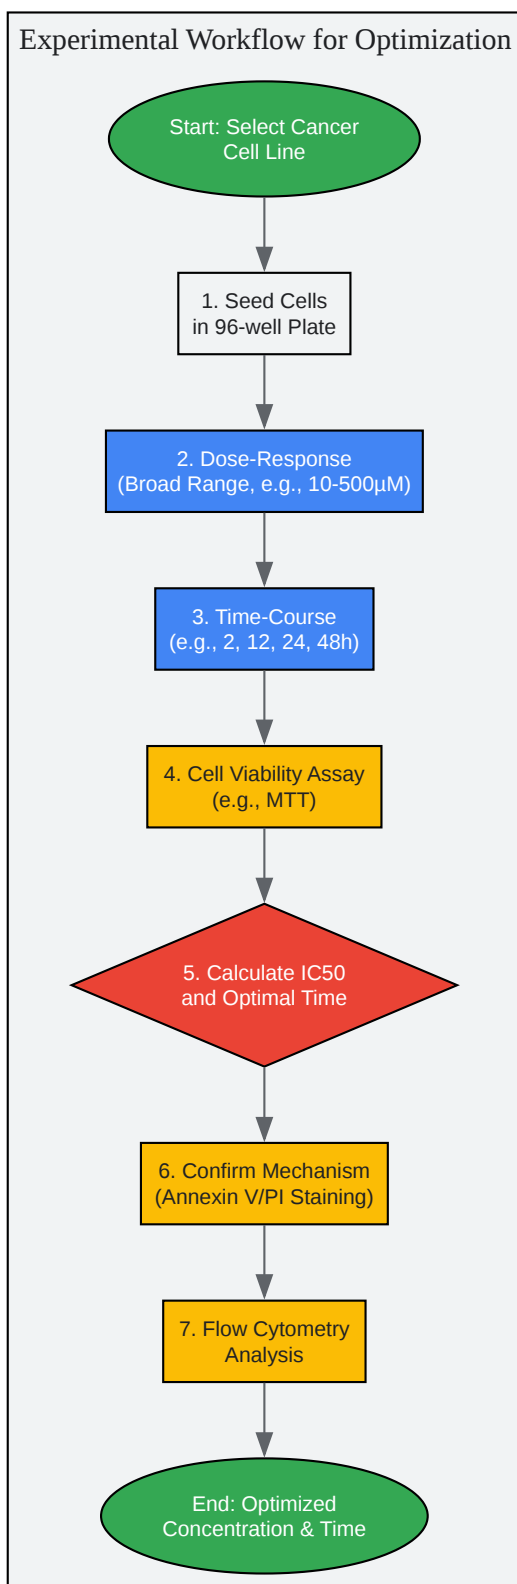 Experimental Workflow for Optimization
Start: Select Cancer
Cell Line
1. Seed Cells
in 96-well Plate
2. Dose-Response
(Broad Range, e.g., 10-500µM)
3. Time-Course
(e.g., 2, 12, 24, 48h)
4. Cell Viability Assay
(e.g., MTT)
5. Calculate IC50
and Optimal Time
6. Confirm Mechanism
(Annexin V/PI Staining)
7. Flow Cytometry
Analysis
End: Optimized
Concentration & Time